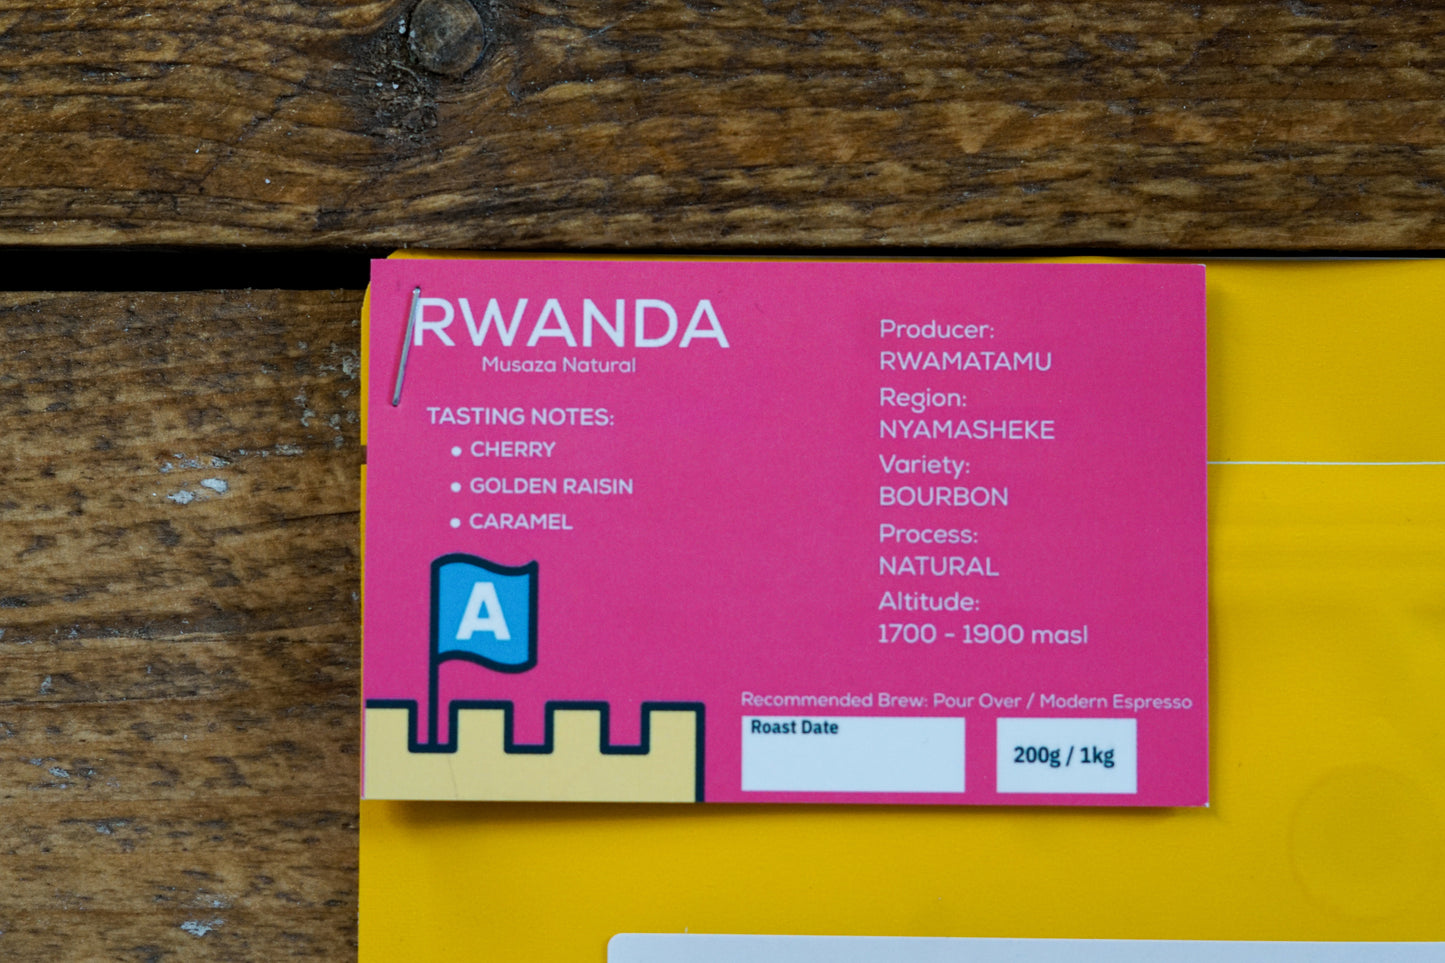 RWANDA
Musaza Natural
TASTING NOTES:
• CHERRY
• GOLDEN RAISIN
• CARAMEL
A
Producer:
RWAMATAMU
Region:
NYAMASHEKE
Variety:
BOURBON
Process:
NATURAL
Altitude:
1700 - 1900 masl
Recommended Brew: Pour Over / Modern Espresso
Roast Date
200g / 1kg